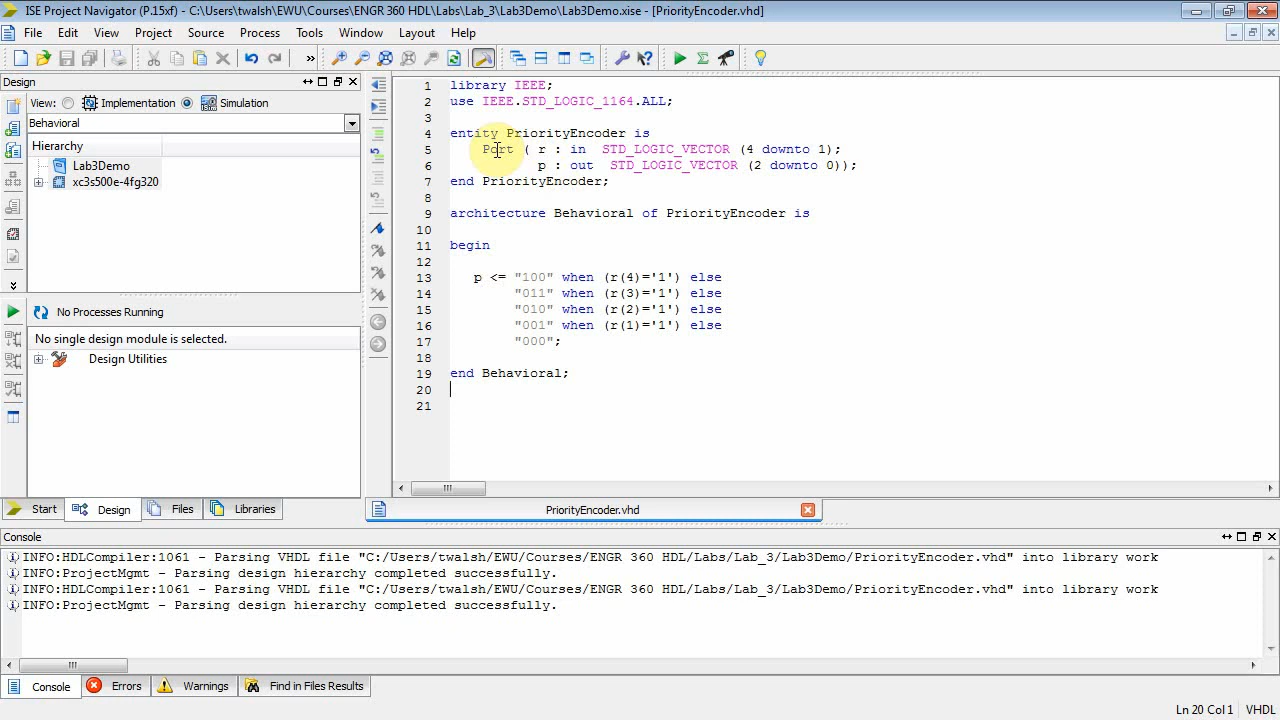 ISE Project Navigator (P.15xf) - C:\Users\twalsh\EWU\Courses\ENGR 360 HDL\Labs\Lab_3\Lab3Demo\Lab3Demo.xise - [PriorityEncoder.vhd]
File Edit View Project Source Process Tools Window Layout Help
Design
View: Implementation Simulation
Behavioral
Hierarchy
Lab3Demo
xc3s500e-4fg320
No Processes Running
No single design module is selected.
Design Utilities
Start Design Files Libraries
1 library IEEE;
2 use IEEE.STD_LOGIC_1164.ALL;
3
4 entity PriorityEncoder is
5 Port ( r : in STD_LOGIC_VECTOR (4 downto 1);
6 p : out STD_LOGIC_VECTOR (2 downto 0));
7 end PriorityEncoder;
8
9 architecture Behavioral of PriorityEncoder is
10
11 begin
12
13 p <= "100" when (r(4)='1') else
14 "011" when (r(3)='1') else
15 "010" when (r(2)='1') else
16 "001" when (r(1)='1') else
17 "000";
18
19 end Behavioral;
20
21
PriorityEncoder.vhd
Console
INFO:HDLCompiler:1061 - Parsing VHDL file "C:/Users/twalsh/EWU/Courses/ENGR 360 HDL/Labs/Lab_3/Lab3Demo/PriorityEncoder.vhd" into library work
INFO:ProjectMgmt - Parsing design hierarchy completed successfully.
INFO:HDLCompiler:1061 - Parsing VHDL file "C:/Users/twalsh/EWU/Courses/ENGR 360 HDL/Labs/Lab_3/Lab3Demo/PriorityEncoder.vhd" into library work
INFO:ProjectMgmt - Parsing design hierarchy completed successfully.
Console Errors Warnings Find in Files Results
Ln 20 Col 1 VHDL